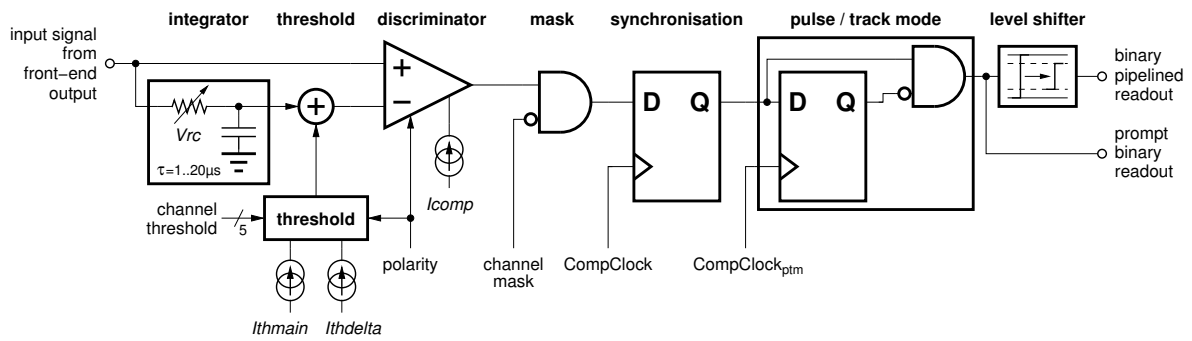 integrator
threshold
discriminator
mask
synchronisation
pulse / track mode
level shifter
input signal
from
front−end
output
Vrc
τ=1..20µs
+
+
−
D
Q
D
Q
binary
pipelined
readout
prompt
binary
readout
Icomp
channel
threshold
5
threshold
polarity
channel
mask
CompClock
CompClockptm
Ithmain
Ithdelta